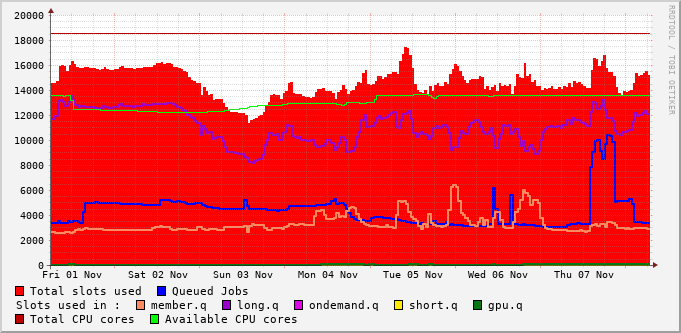 20000
18000
16000
14000
12000
10000
8000
6000
4000
2000
0
Fri 01 Nov Sat 02 Nov Sun 03 Nov Mon 04 Nov Tue 05 Nov Wed 06 Nov Thu 07 Nov
RRDTOOL / TOBI OETIKER
Total slots used Queued Jobs
Slots used in : member.q long.q ondemand.q short.q gpu.q
Total CPU cores Available CPU cores